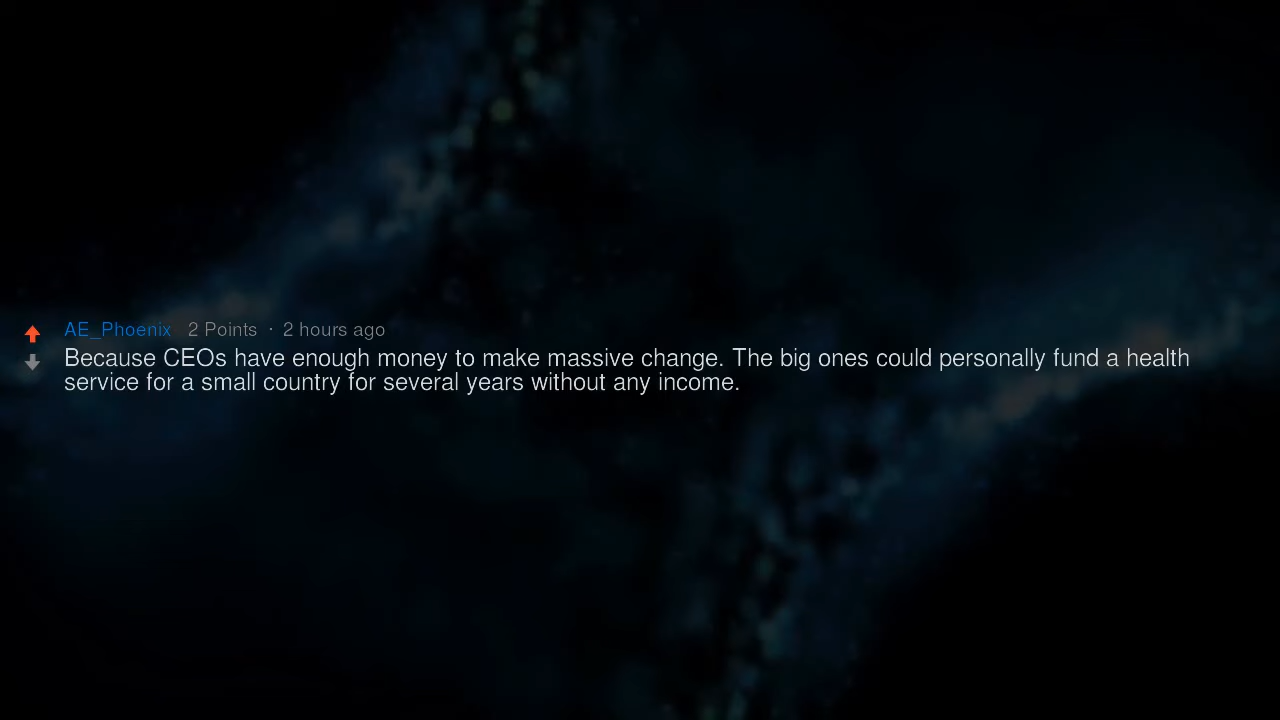 AE_Phoenix 2 Points · 2 hours ago
Because CEOs have enough money to make massive change. The big ones could personally fund a health
service for a small country for several years without any income.